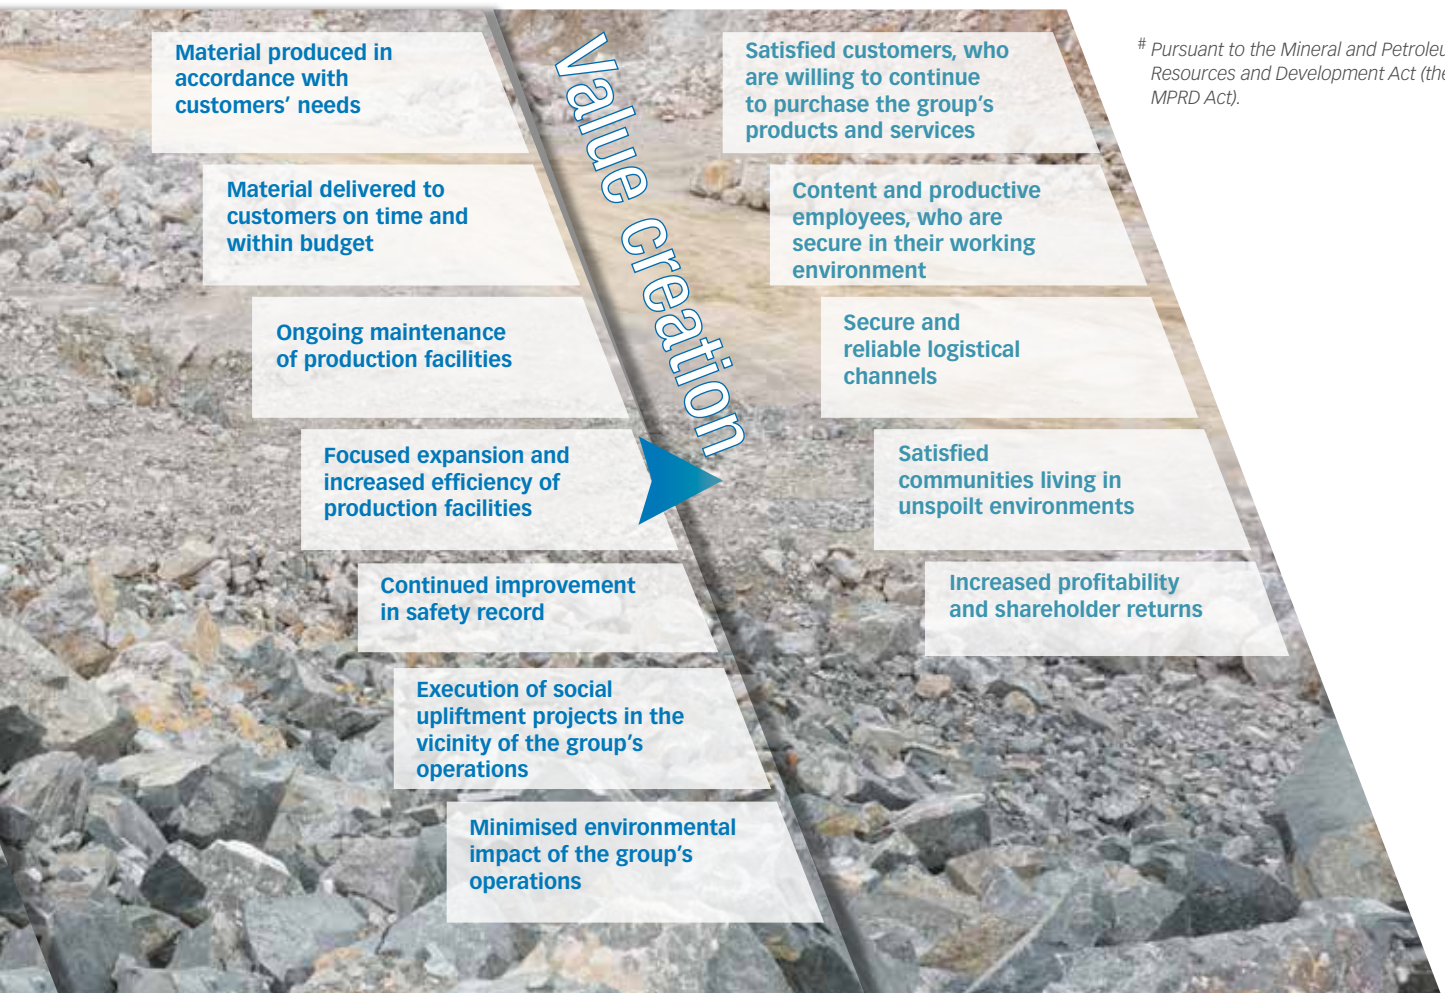 Material produced in
accordance with
customers' needs
Material delivered to
customers on time and
within budget
Ongoing maintenance
of production facilities
Focused expansion and
increased efficiency of
production facilities
Continued improvement
in safety record
Execution of social
upliftment projects in the
vicinity of the group's
operations
Minimised environmental
impact of the group's
operations
Value creation
Satisfied customers, who
are willing to continue
to purchase the group's
products and services
Content and productive
employees, who are
secure in their working
environment
Secure and
reliable logistical
channels
Satisfied
communities living in
unspoilt environments
Increased profitability
and shareholder returns
# Pursuant to the Mineral and
Resources and Development Act
MPRD Act).